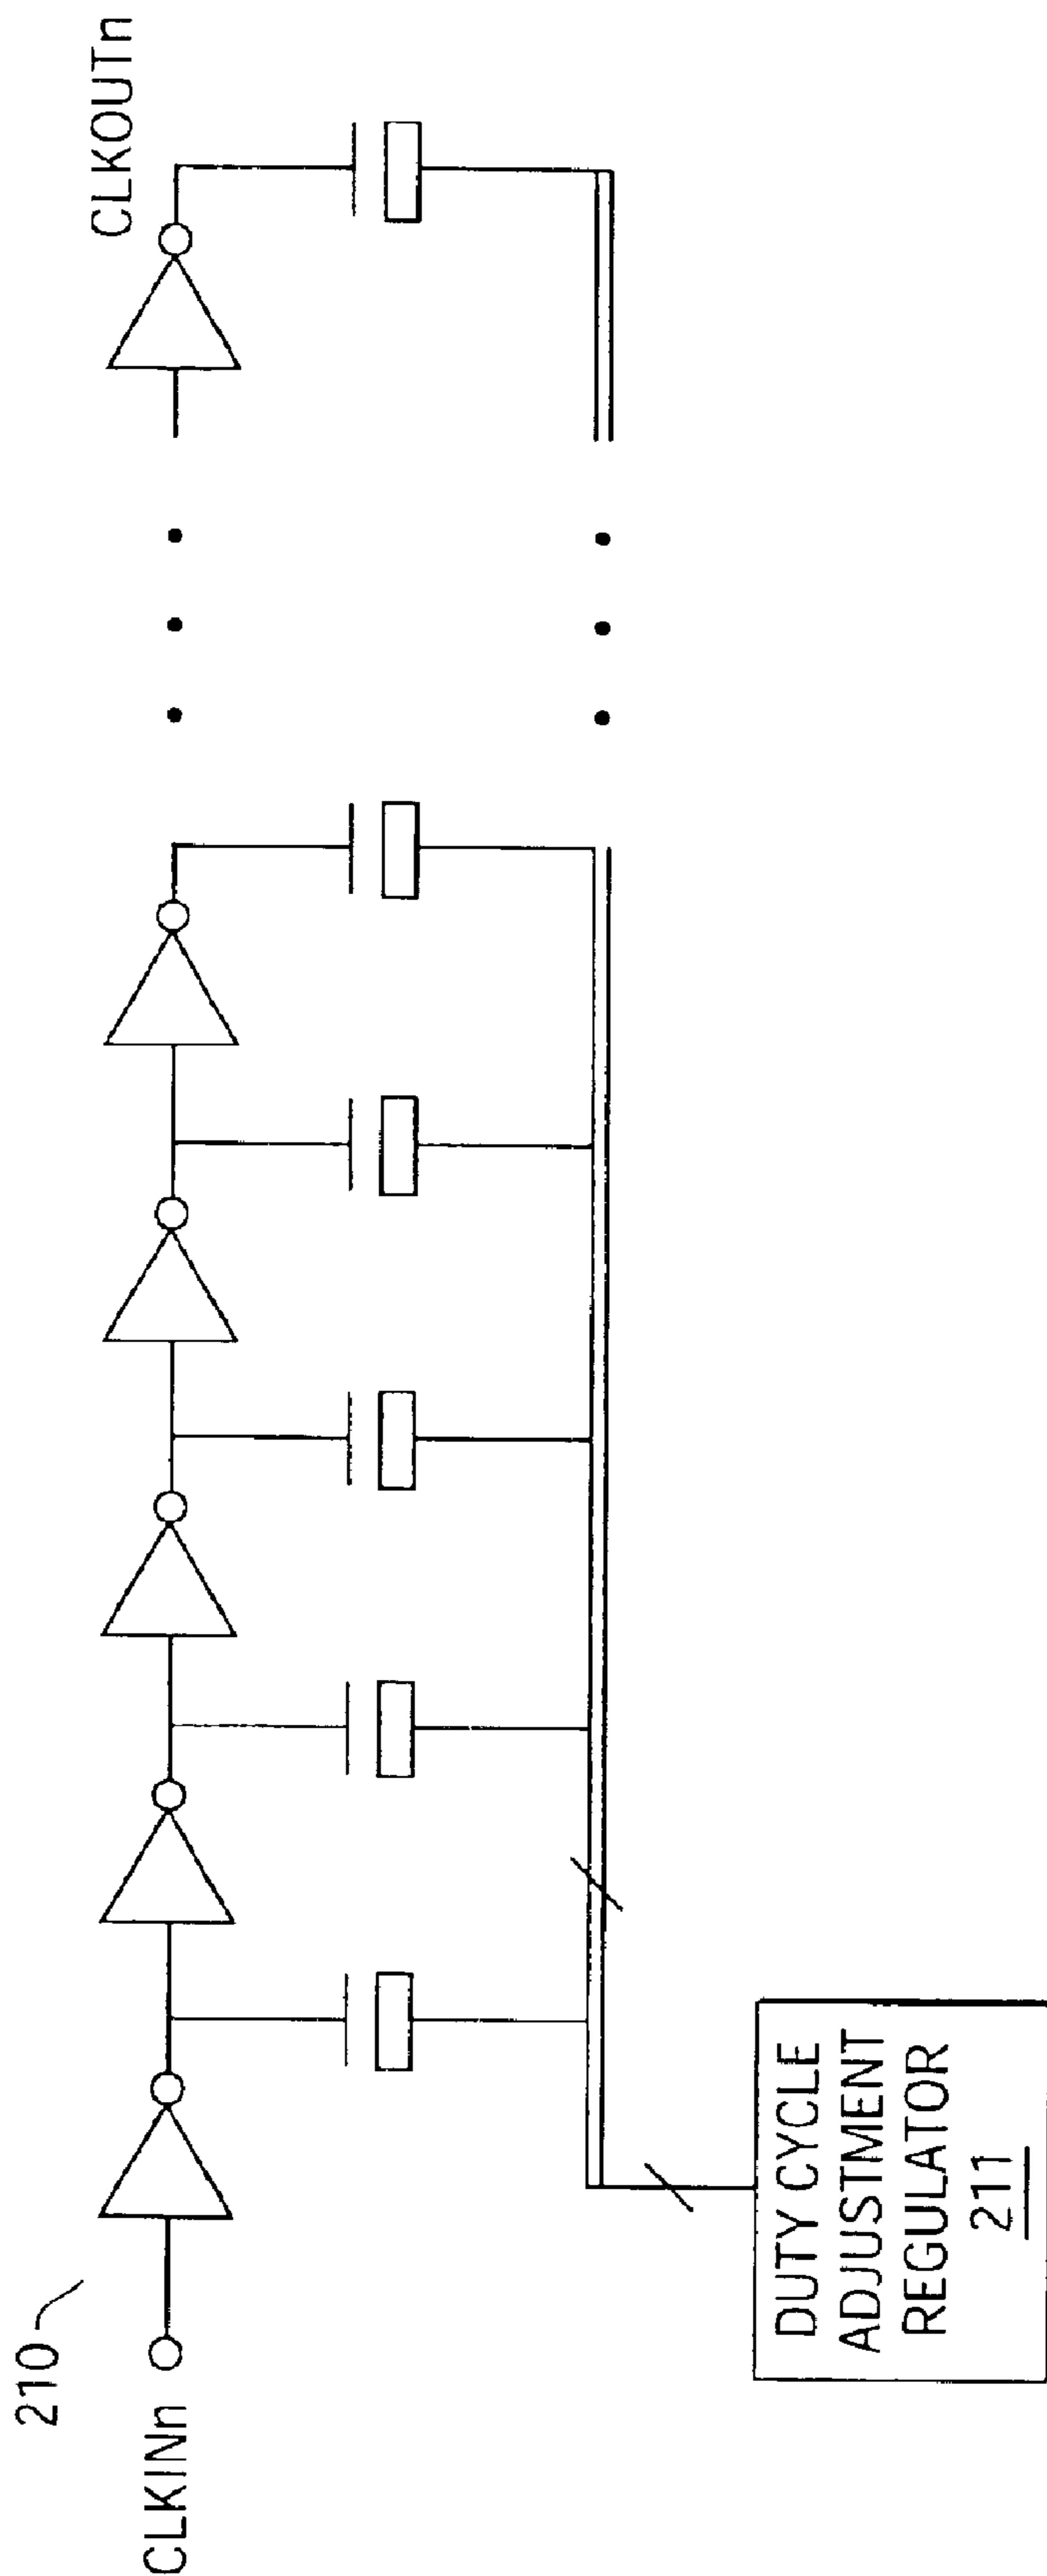 210
CLKINn
CLKOUTn
DUTY CYCLE
ADJUSTMENT
REGULATOR
211